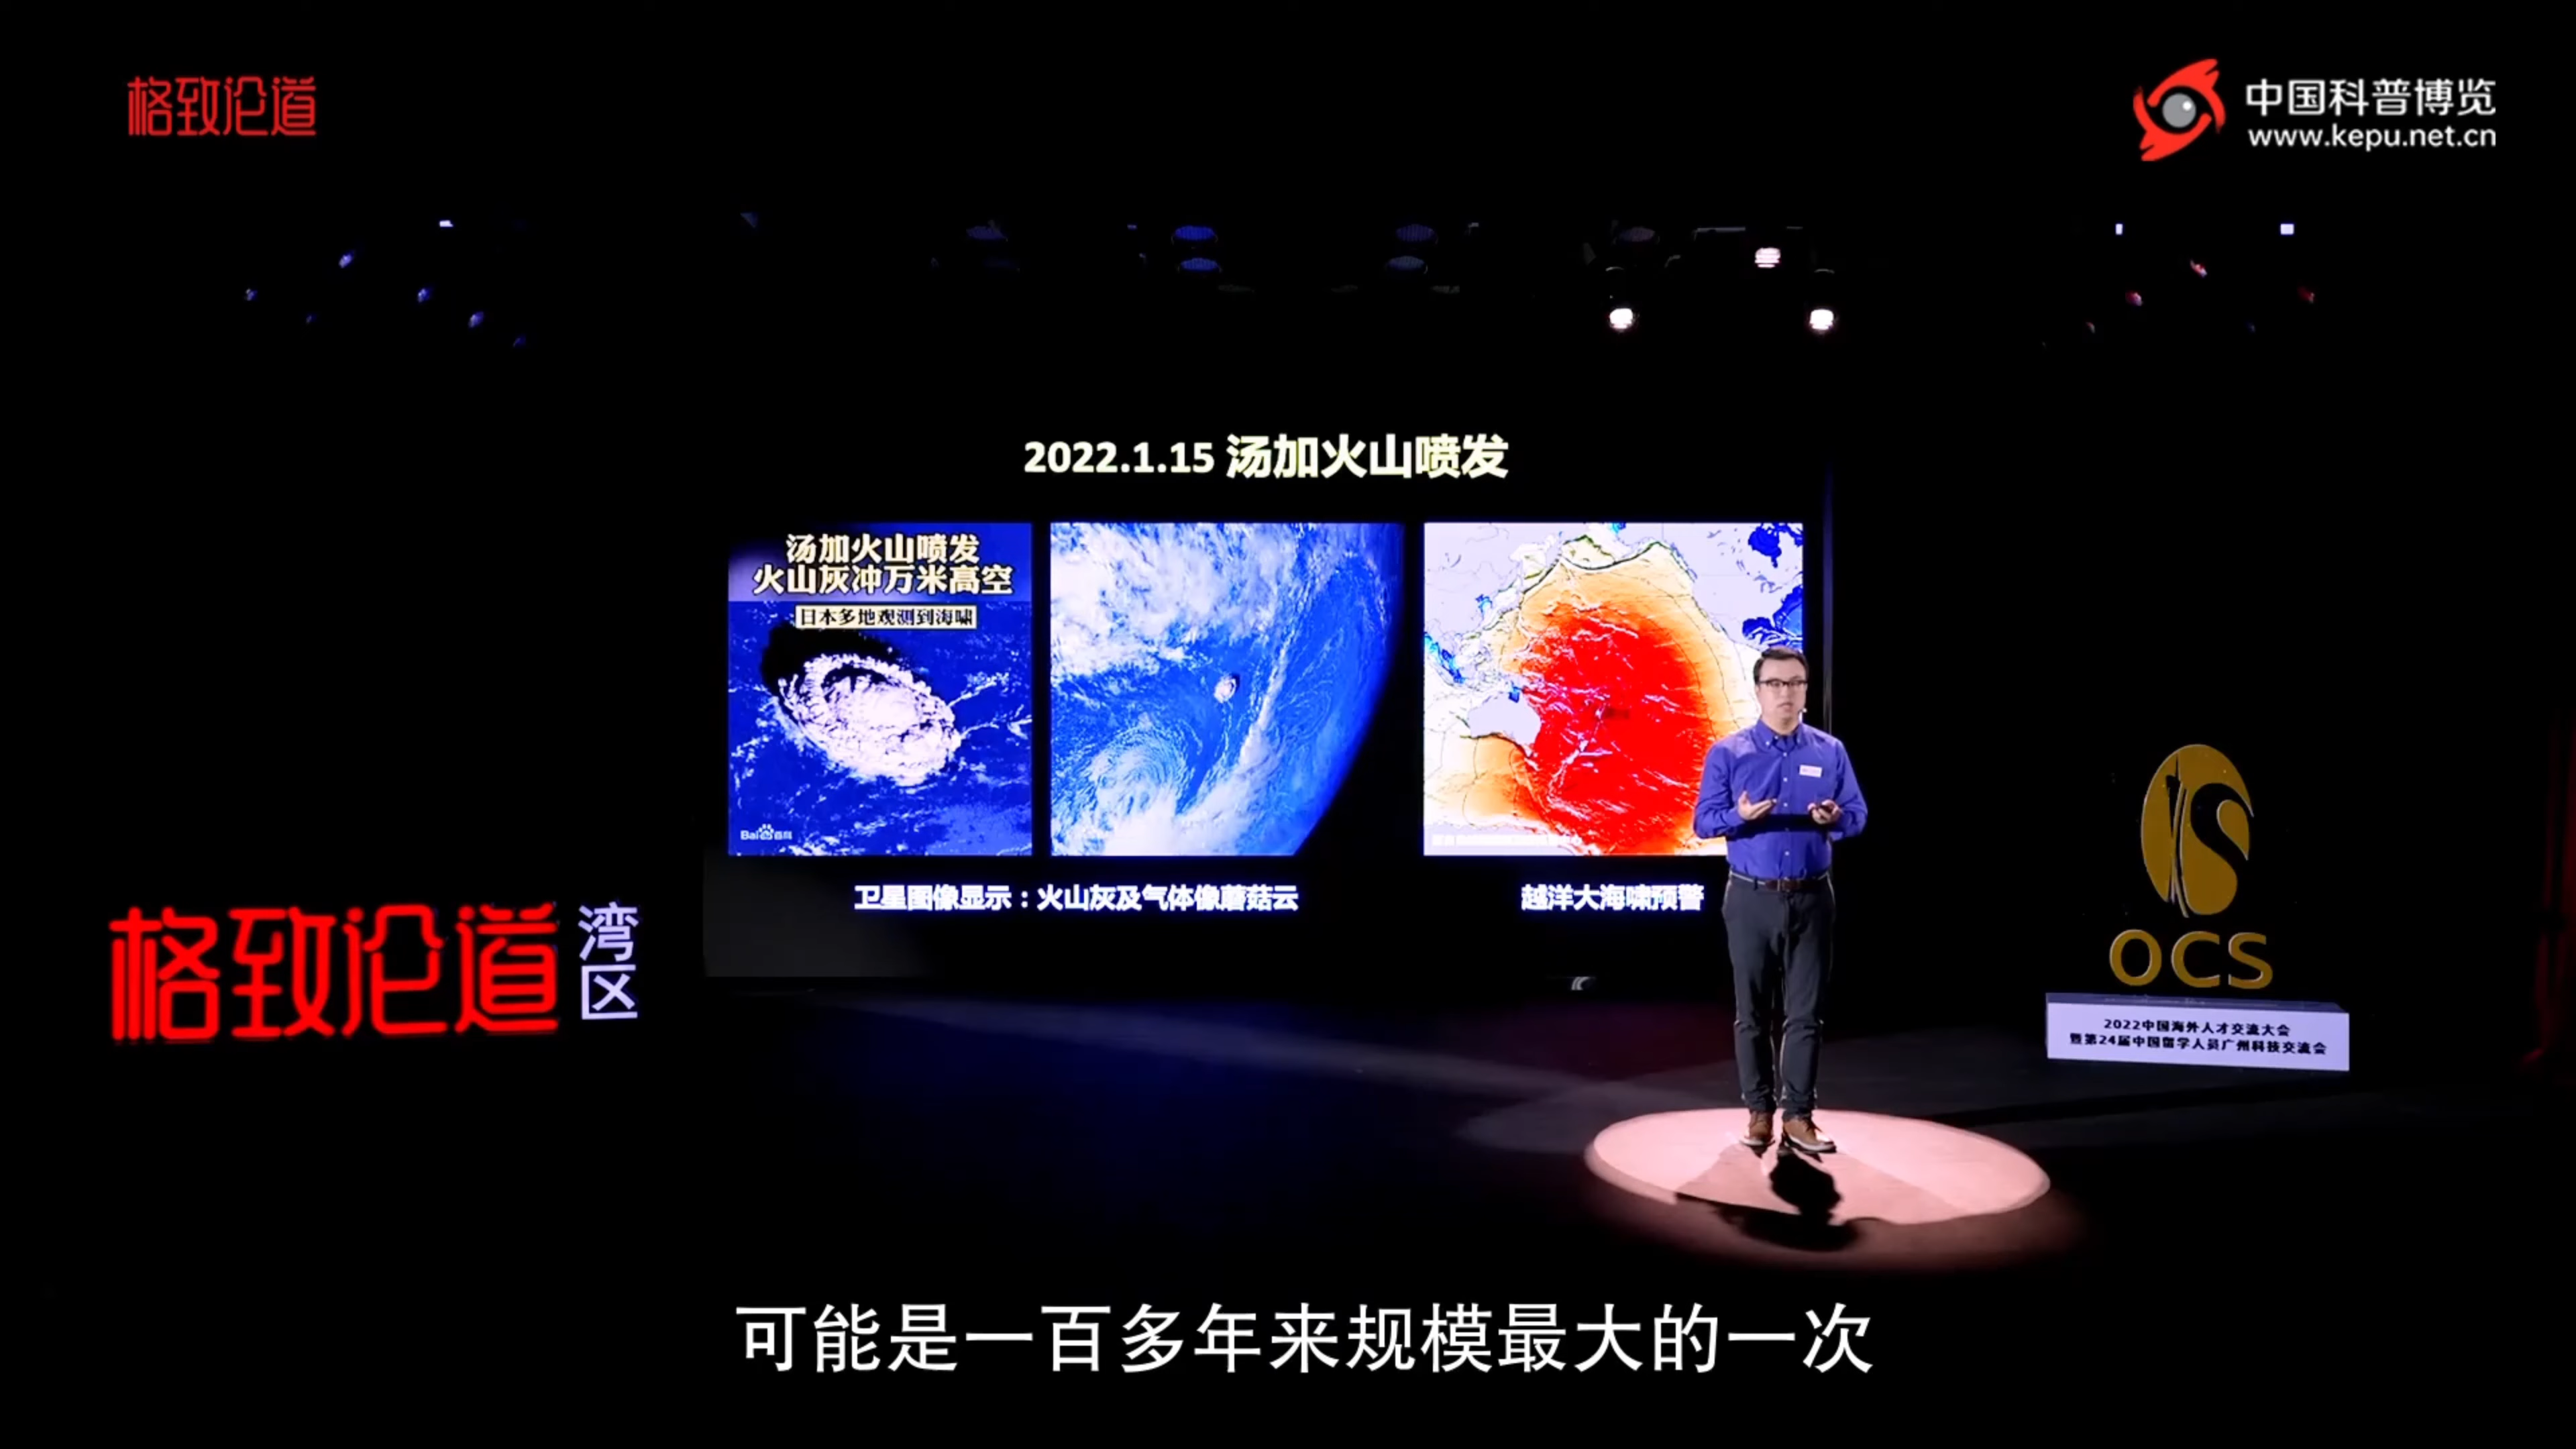 格致论道
中国科普博览
www.kepu.net.cn
2022.1.15 汤加火山喷发
汤加火山喷发
火山灰冲万米高空
日本多地观测到海啸
Bai百科
卫星图像显示：火山灰及气体像蘑菇云
越洋大海啸预警
格致论道
湾区
OCS
2022中国海外人才交流大会
暨第24届中国留学人员广州科技交流会
可能是一百多年来规模最大的一次